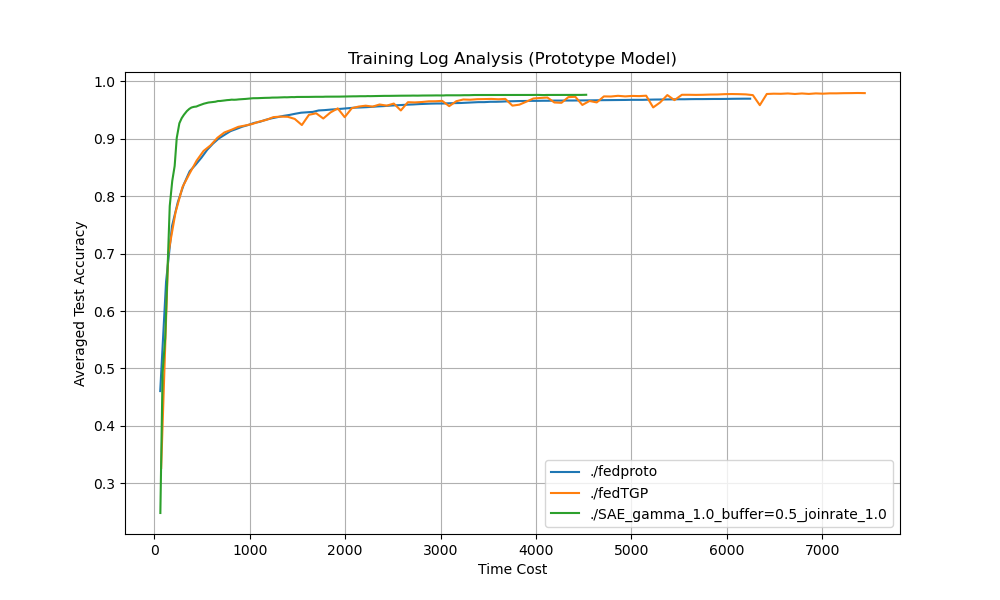 Training Log Analysis (Prototype Model)
1.0
0.9
0.8
0.7
0.6
0.5
0.4
0.3
Averaged Test Accuracy
0 1000 2000 3000 4000 5000 6000 7000
Time Cost
./fedproto
./fedTGP
./SAE_gamma_1.0_buffer=0.5_joinrate_1.0